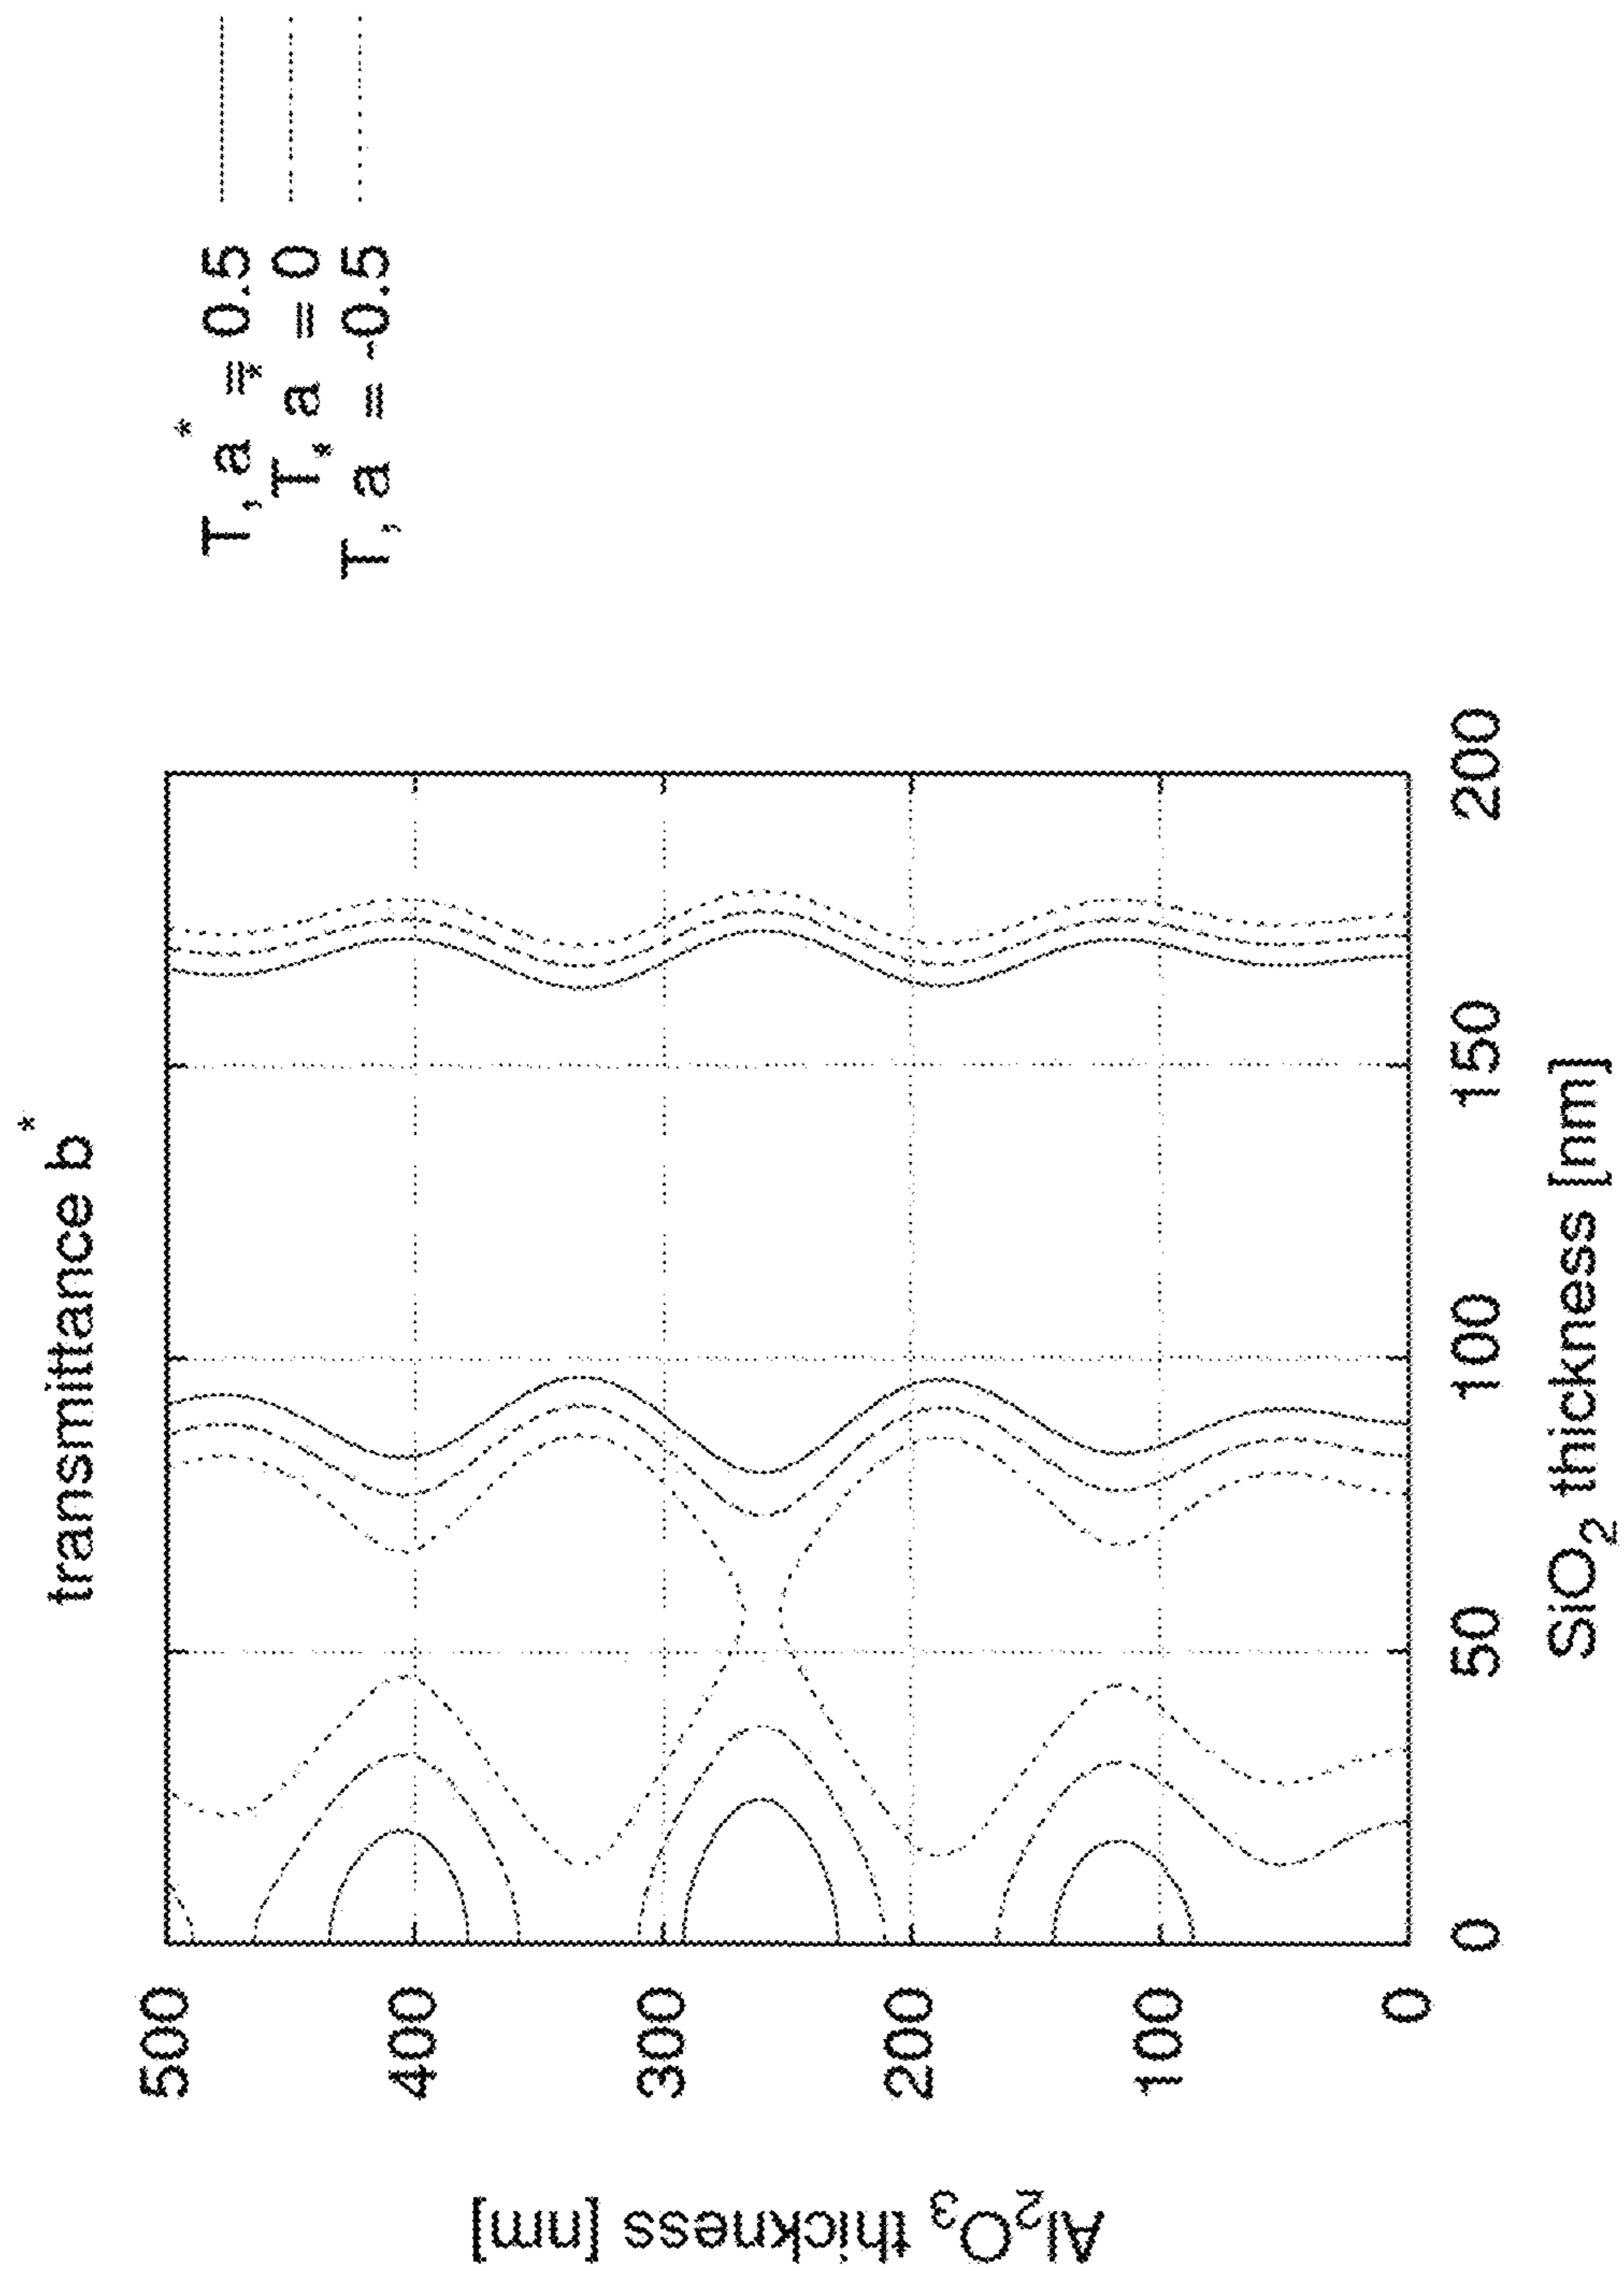 transmittance b*
T, a* = 0.5
T, a* = 0
T, a* = -0.5
Al2O3 thickness [nm]
500
400
300
200
100
0
0
50
100
150
200
SiO2 thickness [nm]